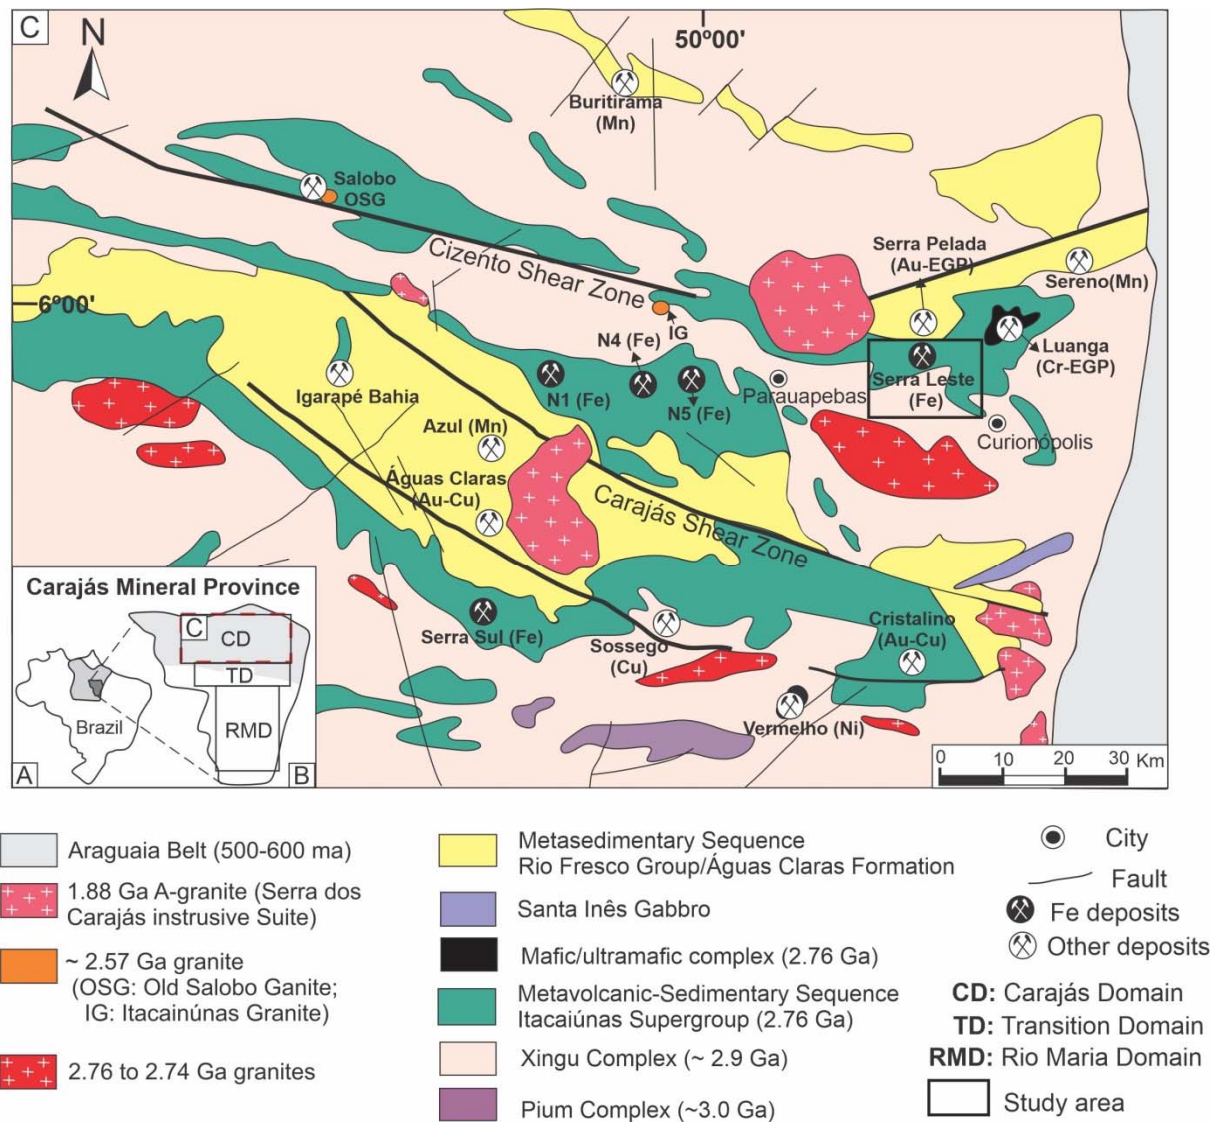 C
N
50º00'
Buritirama
(Mn)
Salobo
OSG
Cizento Shear Zone
Serra Pelada
(Au-EGP)
Sereno(Mn)
6º00'
IG
N4 (Fe)
Luanga
(Cr-EGP)
Igarapé Bahia
N1 (Fe)
N5 (Fe)
Parauapebas
Serra Leste
(Fe)
Curionópolis
Azul (Mn)
Águas Claras
(Au-Cu)
Carajás Shear Zone
Serra Sul (Fe)
Sossego
(Cu)
Cristalino
(Au-Cu)
Vermelho (Ni)
Carajás Mineral Province
C
CD
TD
RMD
Brazil
A
B
0 10 20 30 Km
Araguaia Belt (500-600 ma)
1.88 Ga A-granite (Serra dos
Carajás instrusive Suite)
~ 2.57 Ga granite
(OSG: Old Salobo Ganite;
IG: Itacainúnas Granite)
2.76 to 2.74 Ga granites
Metasedimentary Sequence
Rio Fresco Group/Águas Claras Formation
Santa Inês Gabbro
Mafic/ultramafic complex (2.76 Ga)
Metavolcanic-Sedimentary Sequence
Itacaiúnas Supergroup (2.76 Ga)
Xingu Complex (~ 2.9 Ga)
Pium Complex (~3.0 Ga)
City
Fault
Fe deposits
Other deposits
CD: Carajás Domain
TD: Transition Domain
RMD: Rio Maria Domain
Study area